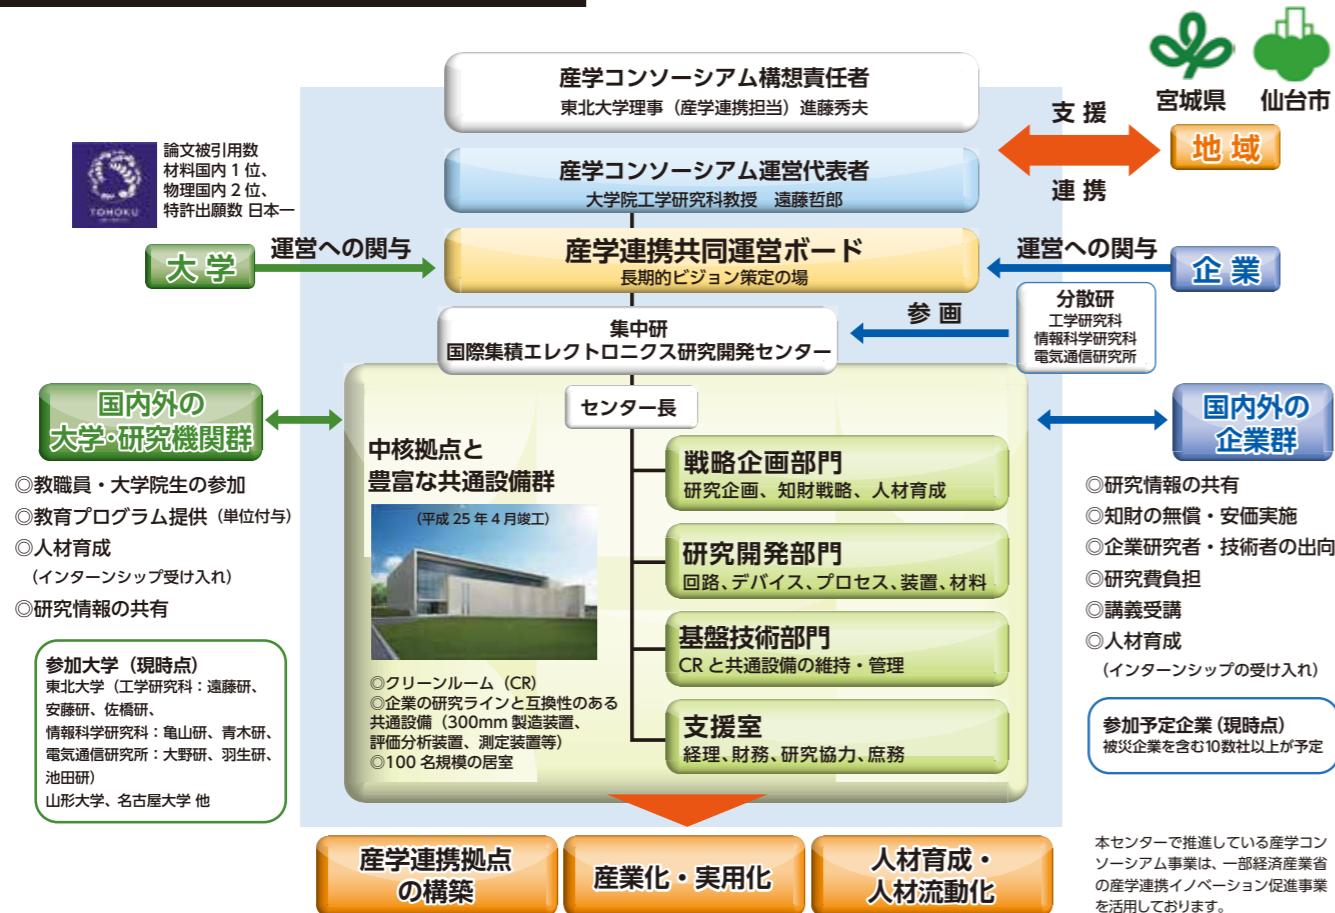 宮城県
仙台市
産学コンソーシアム構想責任者
東北大学理事（産学連携担当）進藤秀夫
支 援
地 域
連 携
論文被引用数
材料国内 1 位、
物理国内 2 位、
特許出願数 日本一
TOHOKU
産学コンソーシアム運営代表者
大学院工学研究科教授　遠藤哲郎
大 学
運営への関与
産学連携共同運営ボード
長期的ビジョン策定の場
運営への関与
企 業
集中研
国際集積エレクトロニクス研究開発センター
参 画
分散研
工学研究科
情報科学研究科
電気通信研究所
国内外の
大学・研究機関群
◎教職員・大学院生の参加
◎教育プログラム提供（単位付与）
◎人材育成
（インターンシップ受け入れ）
◎研究情報の共有
参加大学（現時点）
東北大学（工学研究科：遠藤研、
安藤研、佐橋研、
情報科学研究科：亀山研、青木研、
電気通信研究所：大野研、羽生研、
池田研）
山形大学、名古屋大学 他
センター長
中核拠点と
豊富な共通設備群
（平成 25 年 4 月竣工）
◎クリーンルーム（CR）
◎企業の研究ラインと互換性のある
共通設備（300mm 製造装置、
評価分析装置、測定装置等）
◎100 名規模の居室
戦略企画部門
研究企画、知財戦略、人材育成
研究開発部門
回路、デバイス、プロセス、装置、材料
基盤技術部門
CR と共通設備の維持・管理
支援室
経理、財務、研究協力、庶務
国内外の
企業群
◎研究情報の共有
◎知財の無償・安価実施
◎企業研究者・技術者の出向
◎研究費負担
◎講義受講
◎人材育成
（インターンシップの受け入れ）
参加予定企業（現時点）
被災企業を含む10数社以上が予定
産学連携拠点
の構築
産業化・実用化
人材育成・
人材流動化
本センターで推進している産学コン
ソーシアム事業は、一部経済産業省
の産学連携イノベーション促進事業
を活用しております。